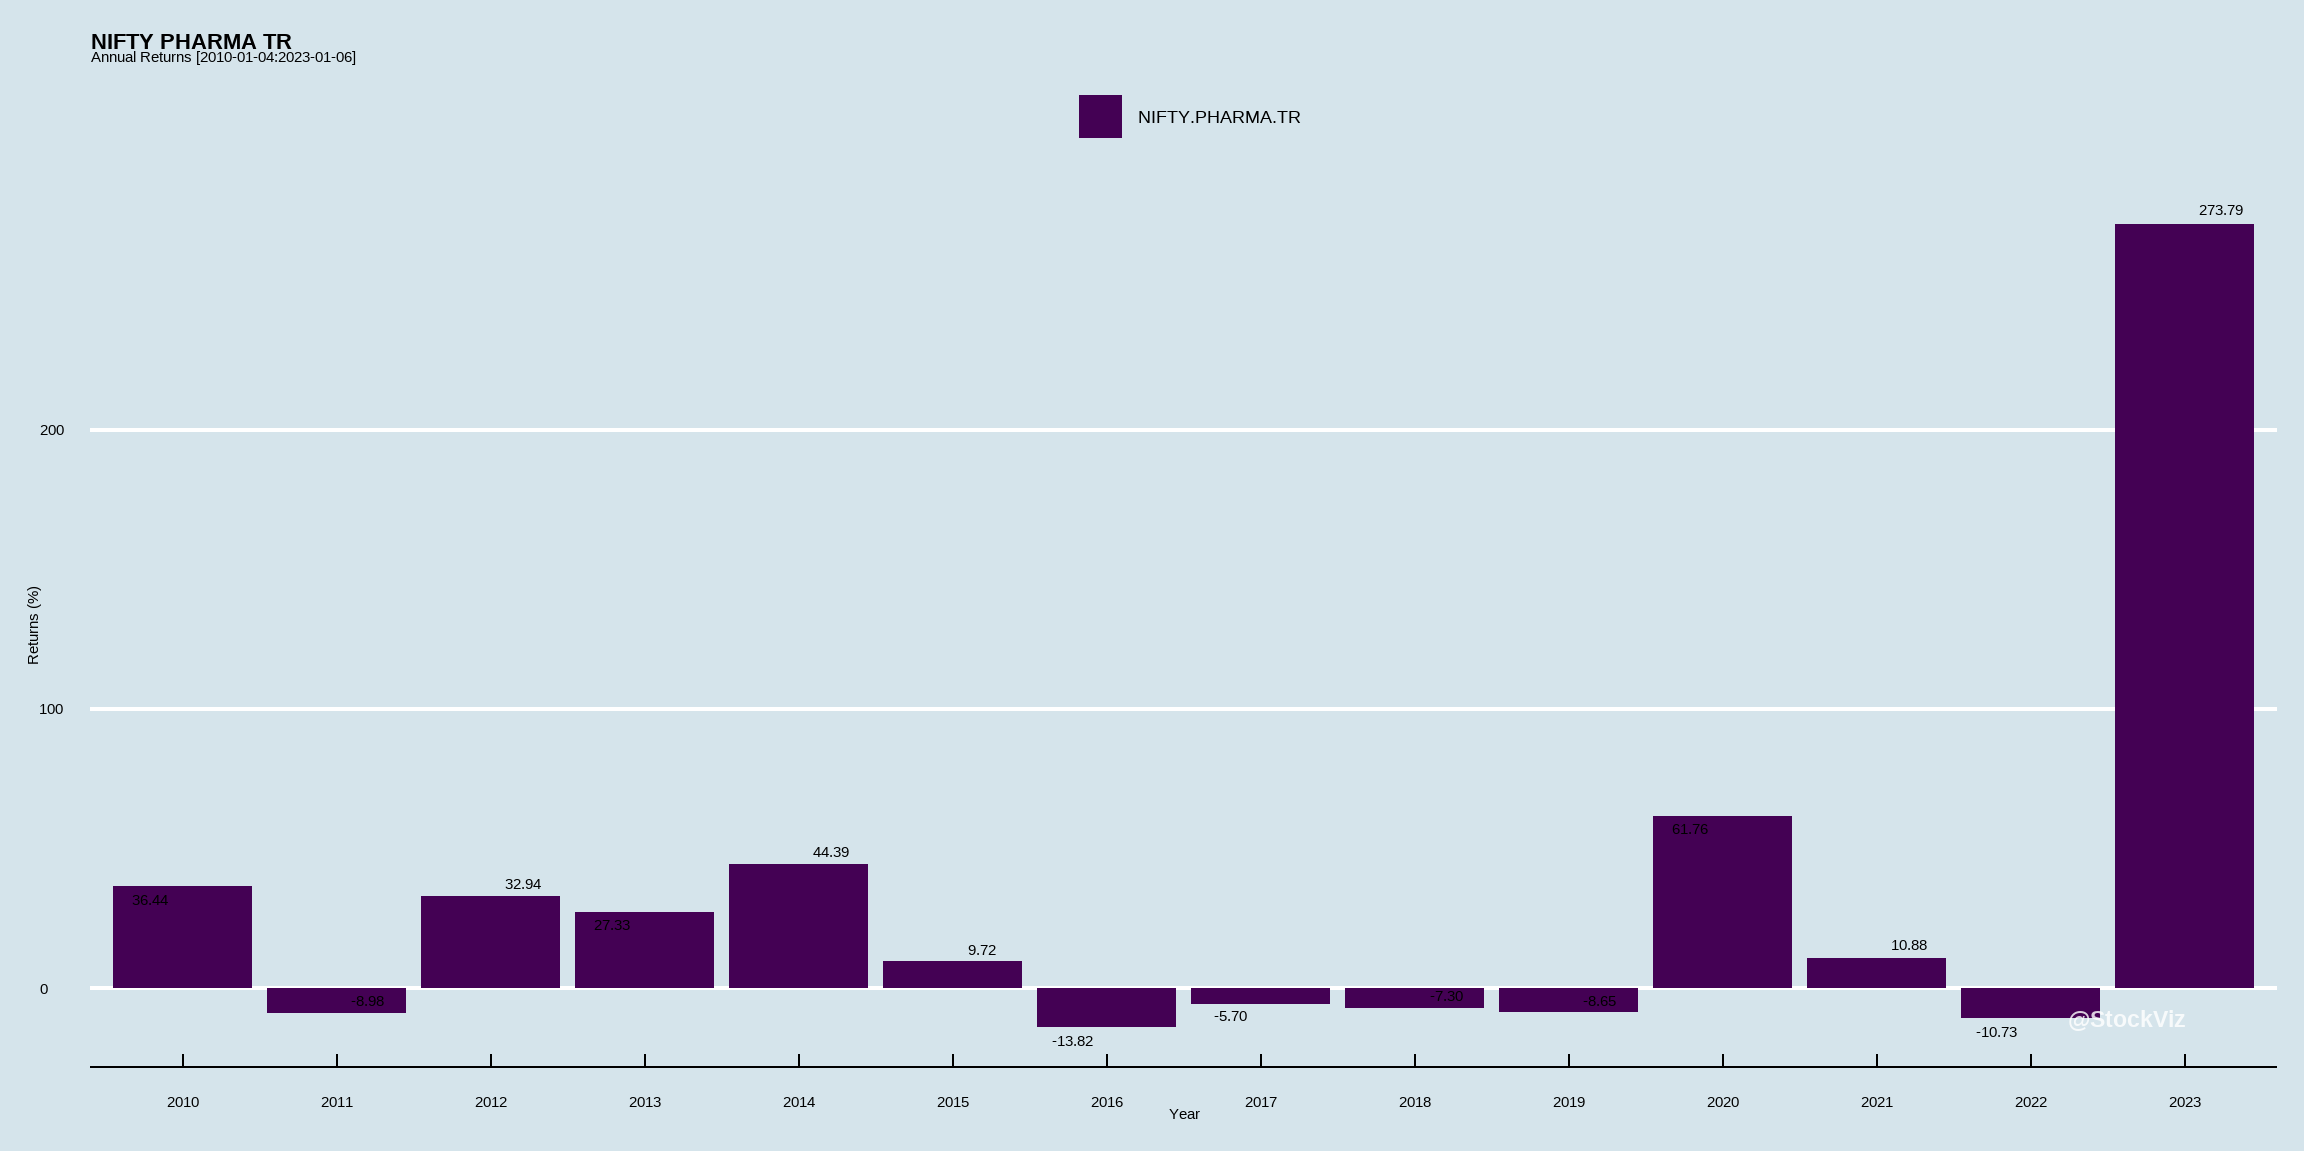 NIFTY PHARMA TR
Annual Returns [2010-01-04:2023-01-06]
NIFTY.PHARMA.TR
273.79
200
Returns (%)
100
61.76
44.39
32.94
36.44
27.33
9.72
10.88
0
-8.98
-13.82
-5.70
-7.30
-8.65
-10.73
@StockViz
2010 2011 2012 2013 2014 2015 2016 2017 2018 2019 2020 2021 2022 2023
Year